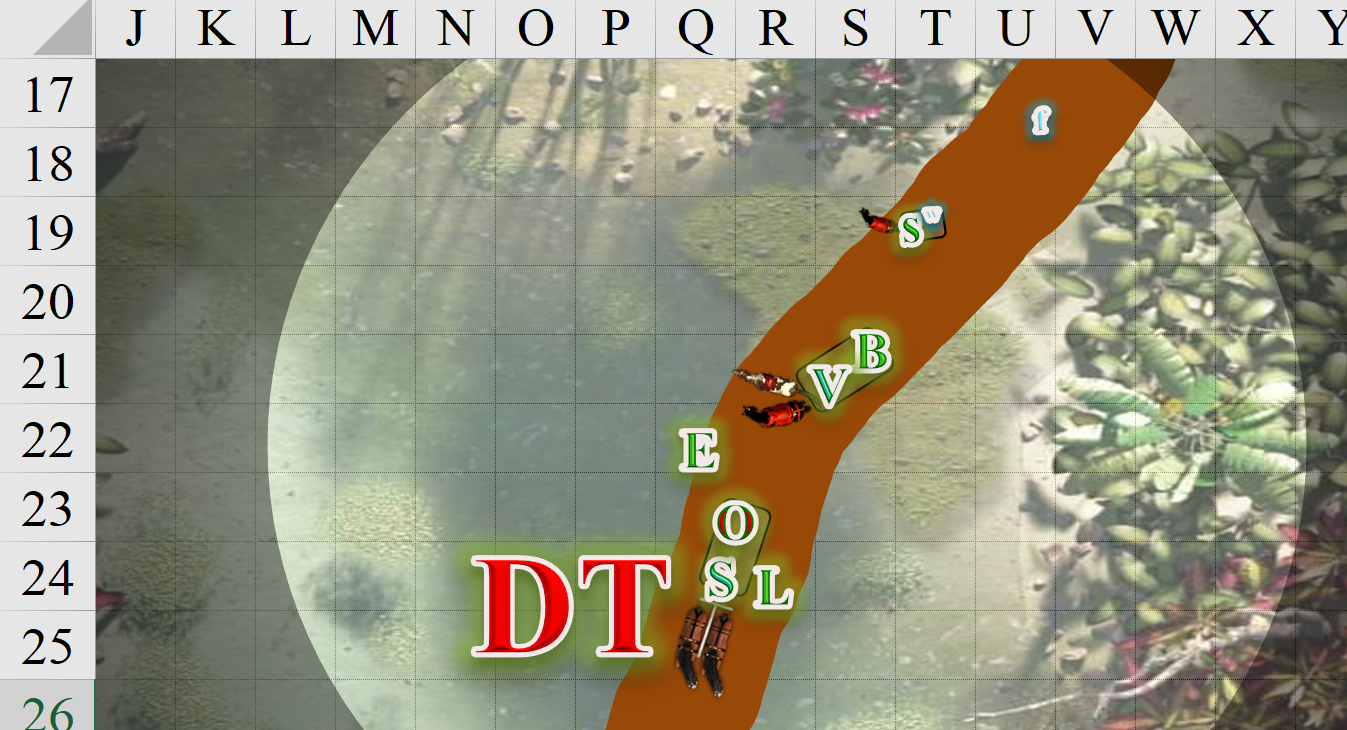 J K L M N O P Q R S T U V W X Y
17
f
18
19
S w
20
21
B
V
22
E
23
O
24
S L
DT
25
26